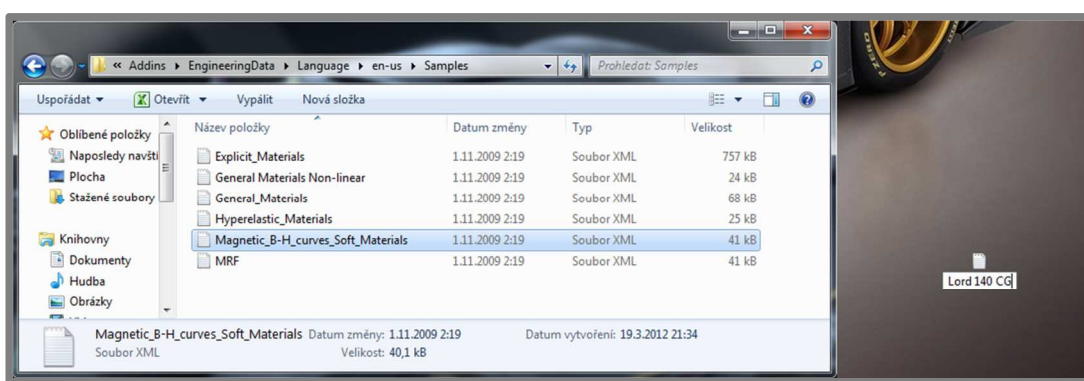 « Addins ▸ EngineeringData ▸ Language ▸ en-us ▸ Samples
Prohledat: Samples
Uspořádat Otevřít Vypálit Nová složka
Název položky Datum změny Typ Velikost
Oblíbené položky
Naposledy navští
Plocha
Stažené soubory
Knihovny
Dokumenty
Hudba
Obrázky
Explicit_Materials 1.11.2009 2:19 Soubor XML 757 kB
General Materials Non-linear 1.11.2009 2:19 Soubor XML 24 kB
General_Materials 1.11.2009 2:19 Soubor XML 68 kB
Hyperelastic_Materials 1.11.2009 2:19 Soubor XML 25 kB
Magnetic_B-H_curves_Soft_Materials 1.11.2009 2:19 Soubor XML 41 kB
MRF 1.11.2009 2:19 Soubor XML 41 kB
Magnetic_B-H_curves_Soft_Materials Datum změny: 1.11.2009 2:19 Datum vytvoření: 19.3.2012 21:34
Soubor XML Velikost: 40,1 kB
PZERO
Lord 140 CG